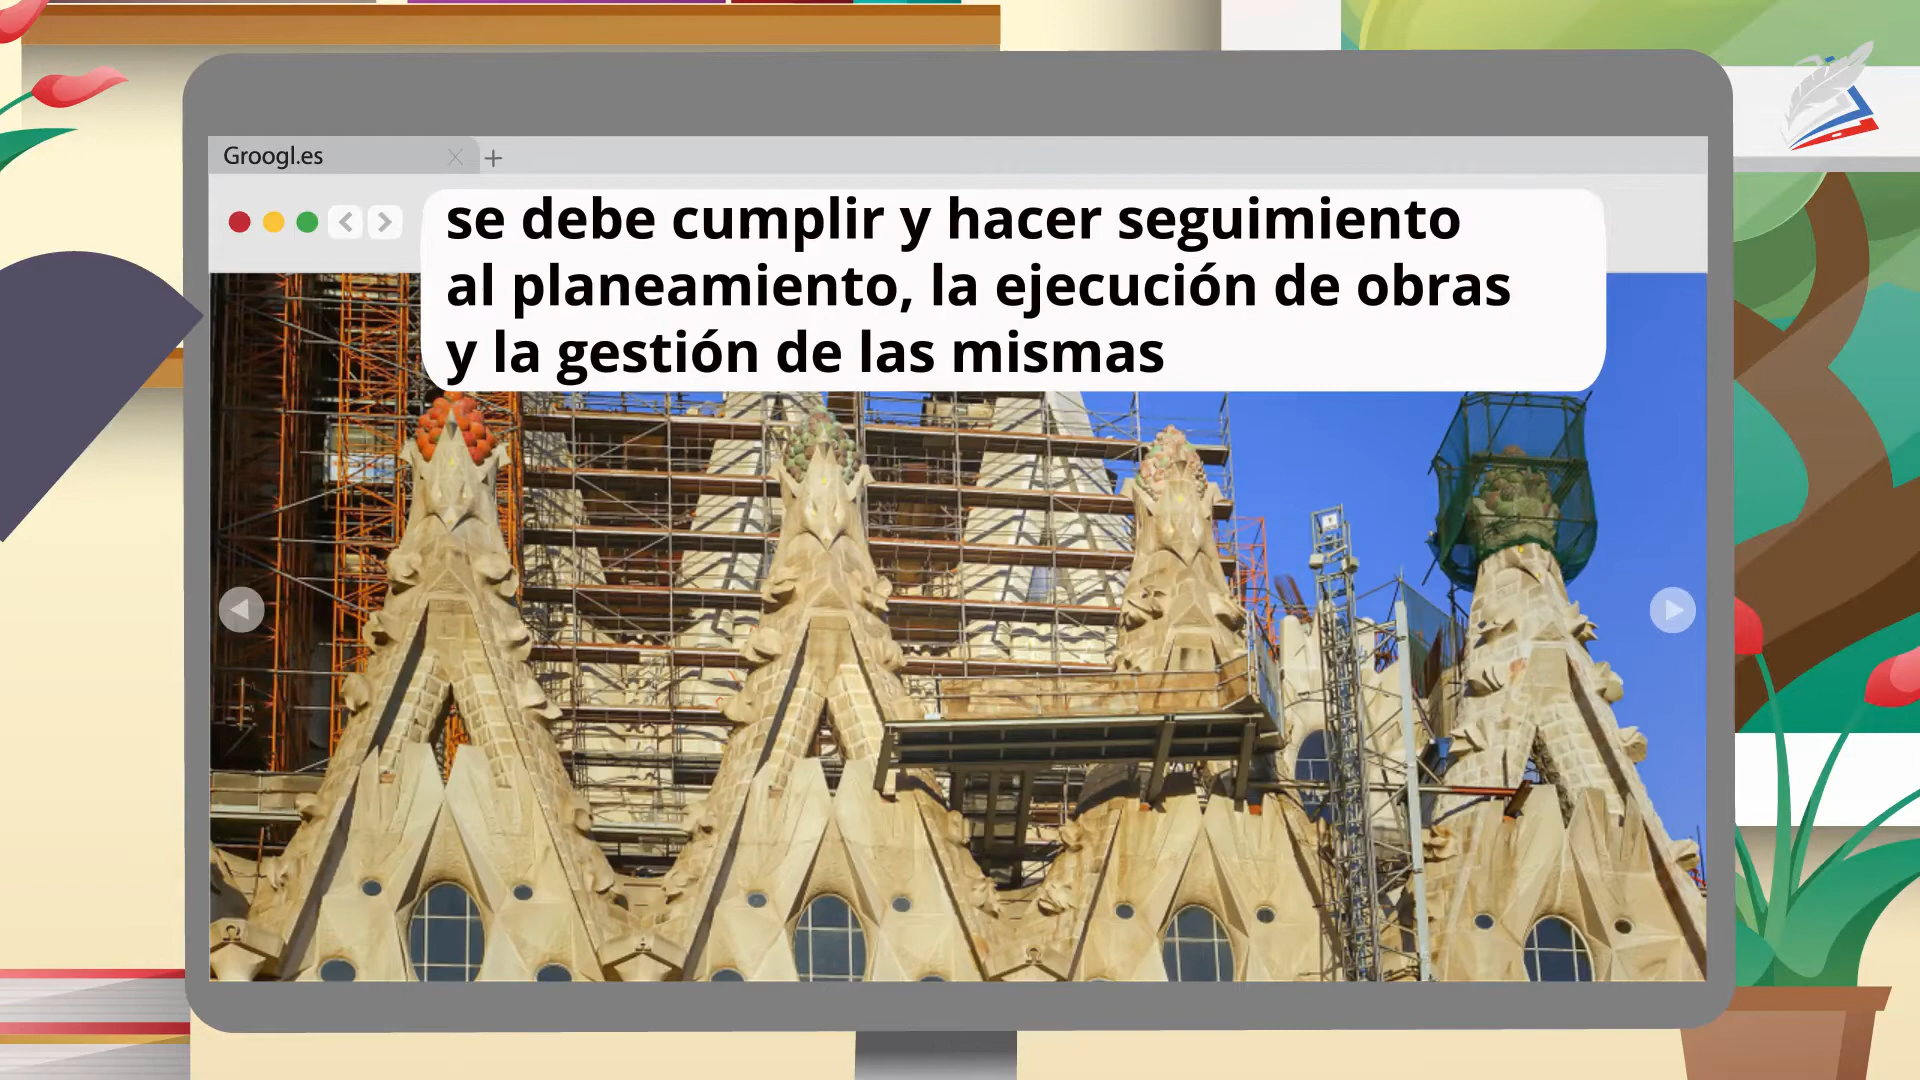 Groogl.es
se debe cumplir y hacer seguimiento
al planeamiento, la ejecución de obras
y la gestión de las mismas